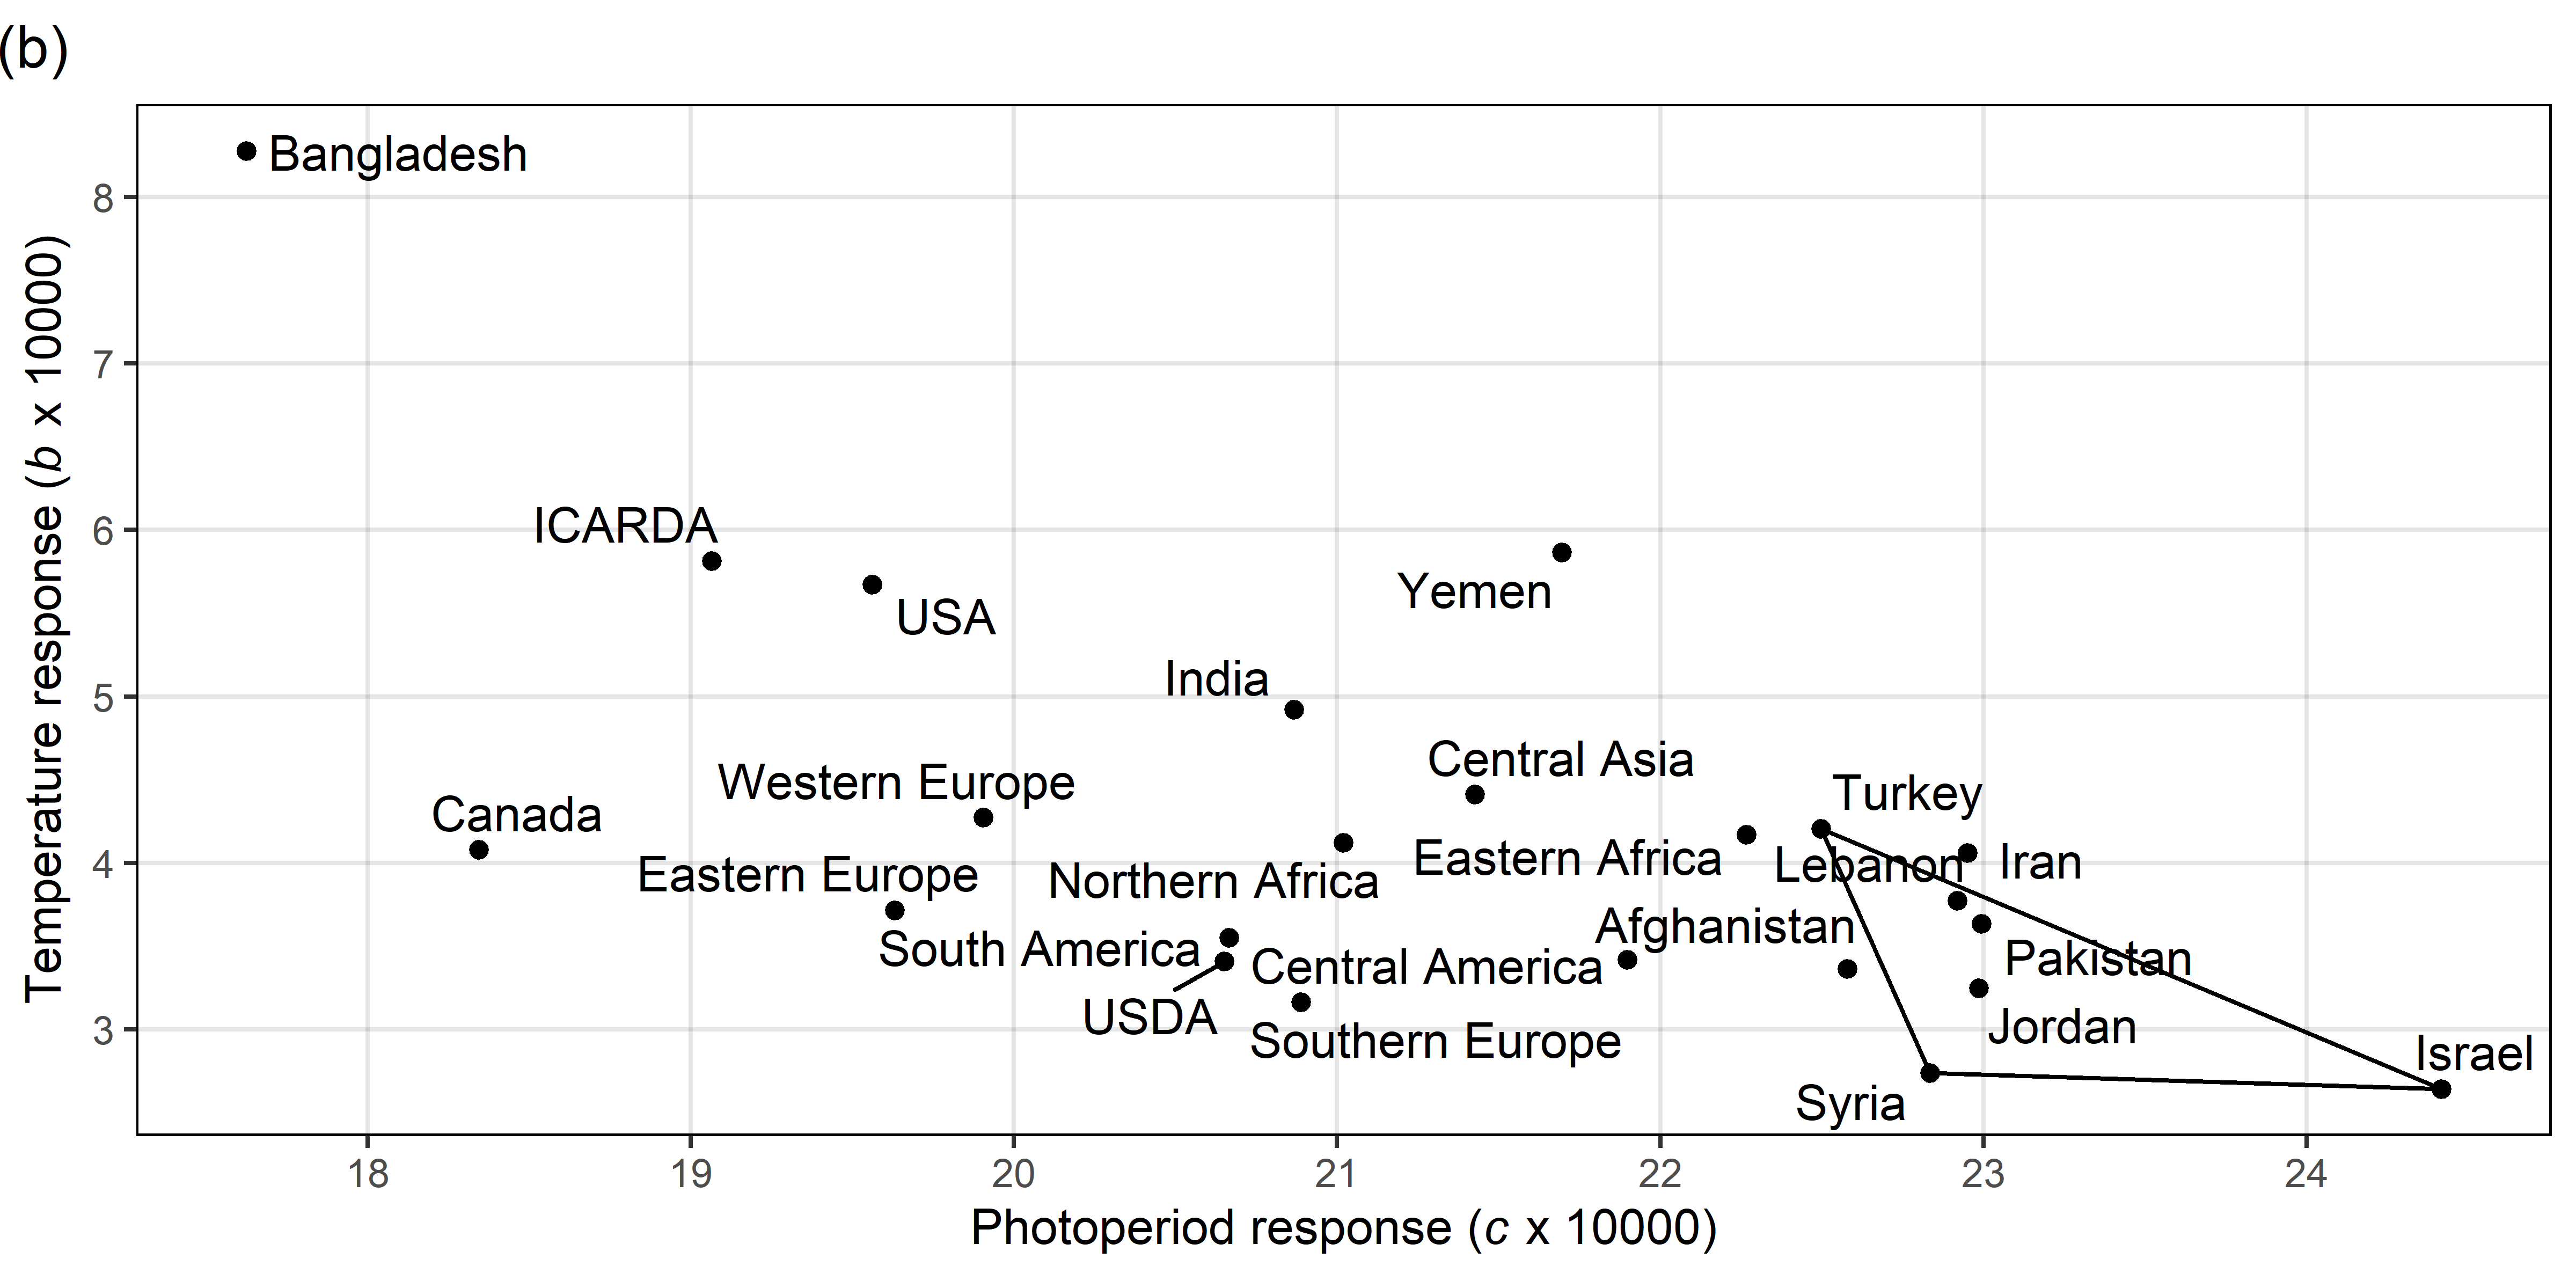 (b)
Temperature response (b x 10000)
8
7
6
5
4
3
Bangladesh
ICARDA
USA
Yemen
India
Central Asia
Western Europe
Turkey
Canada
Eastern Africa
Lebanon
Iran
Eastern Europe
Northern Africa
Afghanistan
South America
Central America
Pakistan
USDA
Southern Europe
Jordan
Israel
Syria
18 19 20 21 22 23 24
Photoperiod response (c x 10000)